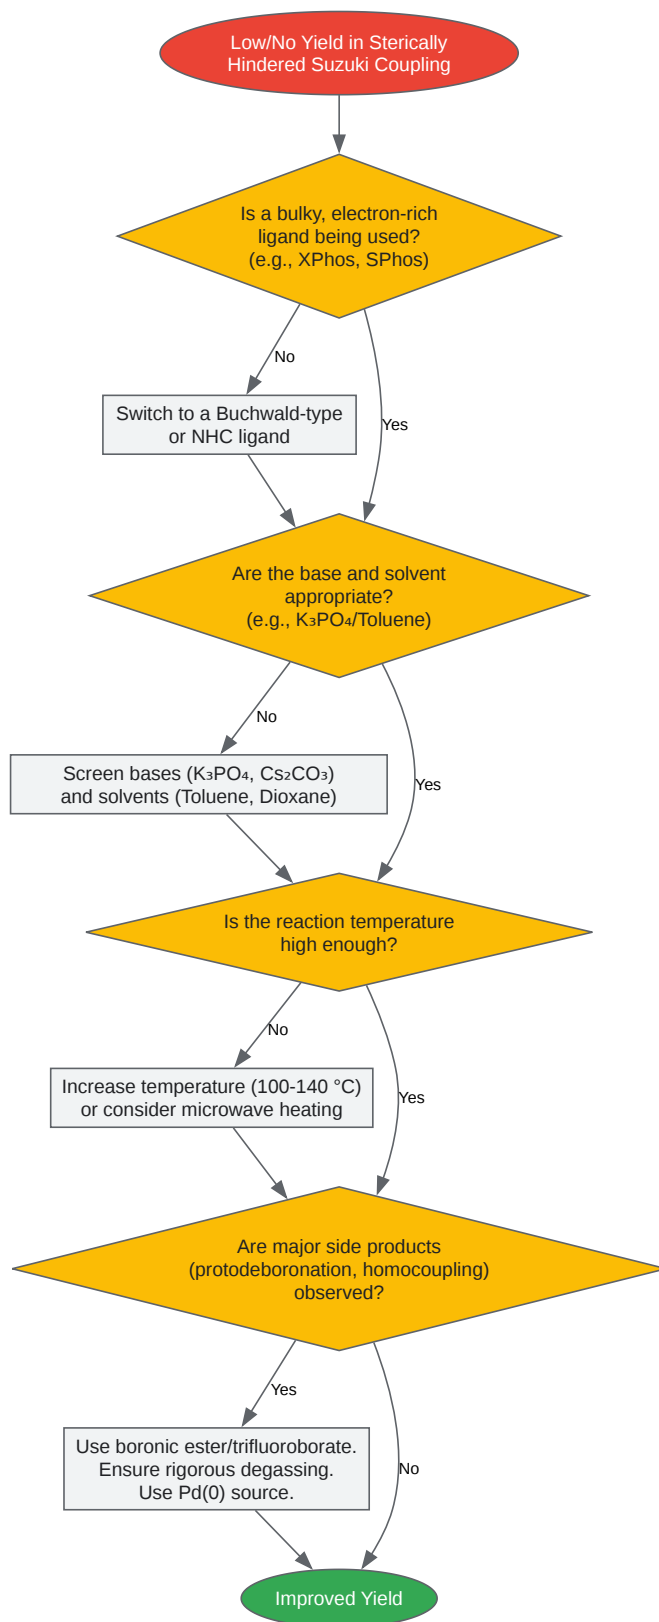 Low/No Yield in Sterically
Hindered Suzuki Coupling
Is a bulky, electron-rich
ligand being used?
(e.g., XPhos, SPhos)
No
Switch to a Buchwald-type
or NHC ligand
Yes
Are the base and solvent
appropriate?
(e.g., K₃PO₄/Toluene)
No
Screen bases (K₃PO₄, Cs₂CO₃)
and solvents (Toluene, Dioxane)
Yes
Is the reaction temperature
high enough?
No
Increase temperature (100-140 °C)
or consider microwave heating
Yes
Are major side products
(protodeboronation, homocoupling)
observed?
Yes
Use boronic ester/trifluoroborate.
Ensure rigorous degassing.
Use Pd(0) source.
No
Improved Yield